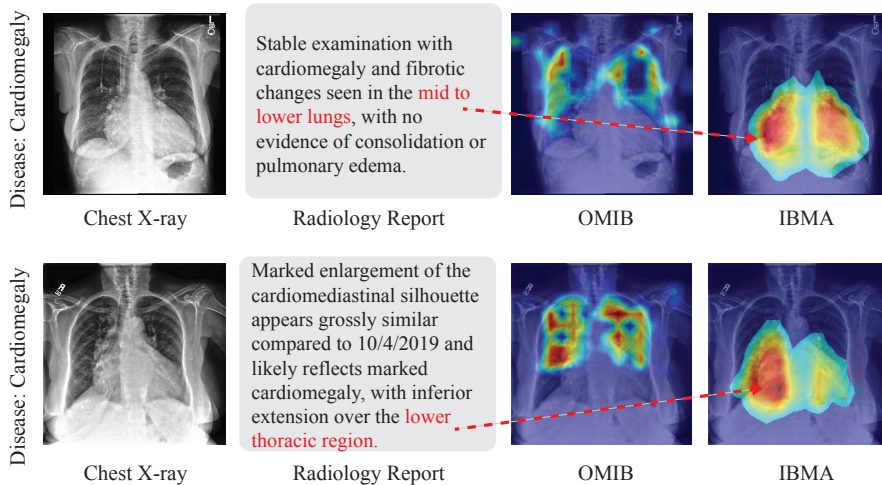 Disease: Cardiomegaly
Stable examination with
cardiomegaly and fibrotic
changes seen in the mid to
lower lungs, with no
evidence of consolidation or
pulmonary edema.
Chest X-ray
Radiology Report
OMIB
IBMA
Disease: Cardiomegaly
Marked enlargement of the
cardiomediastinal silhouette
appears grossly similar
compared to 10/4/2019 and
likely reflects marked
cardiomegaly, with inferior
extension over the lower
thoracic region.
Chest X-ray
Radiology Report
OMIB
IBMA